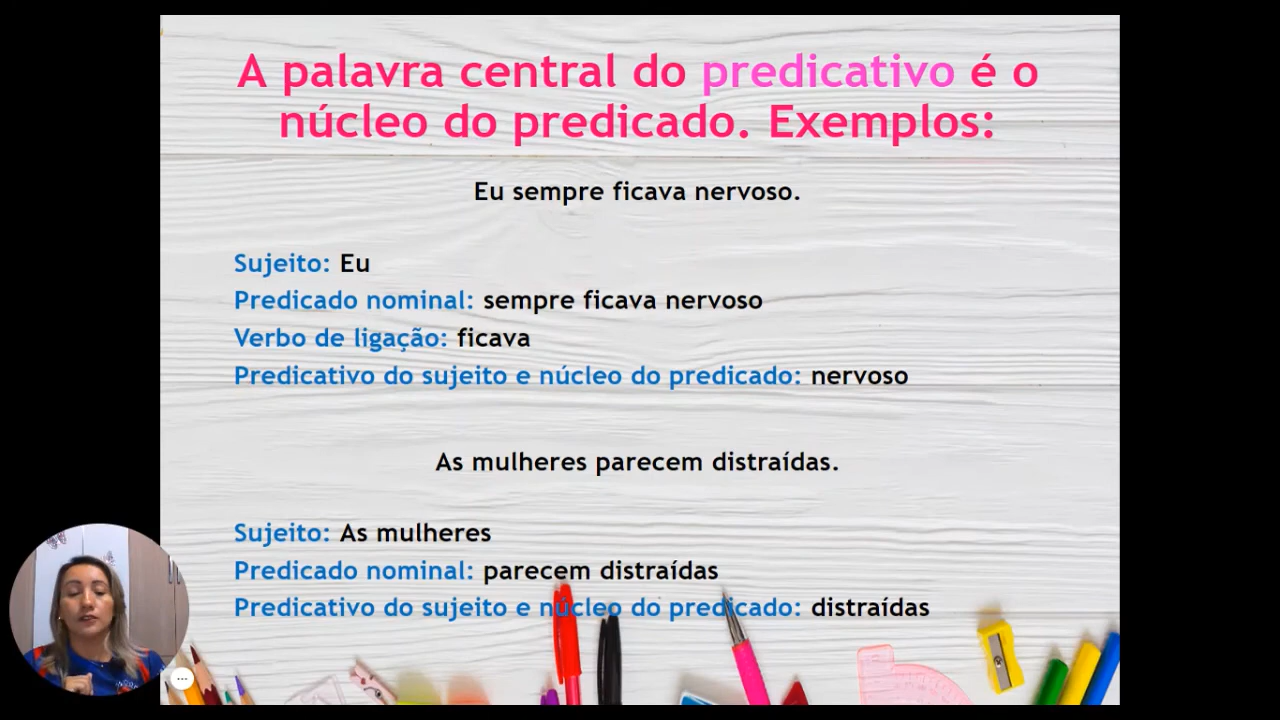 A palavra central do predicativo é o
núcleo do predicado. Exemplos:
Eu sempre ficava nervoso.
Sujeito: Eu
Predicado nominal: sempre ficava nervoso
Verbo de ligação: ficava
Predicativo do sujeito e núcleo do predicado: nervoso
As mulheres parecem distraídas.
Sujeito: As mulheres
Predicado nominal: parecem distraídas
Predicativo do sujeito e núcleo do predicado: distraídas